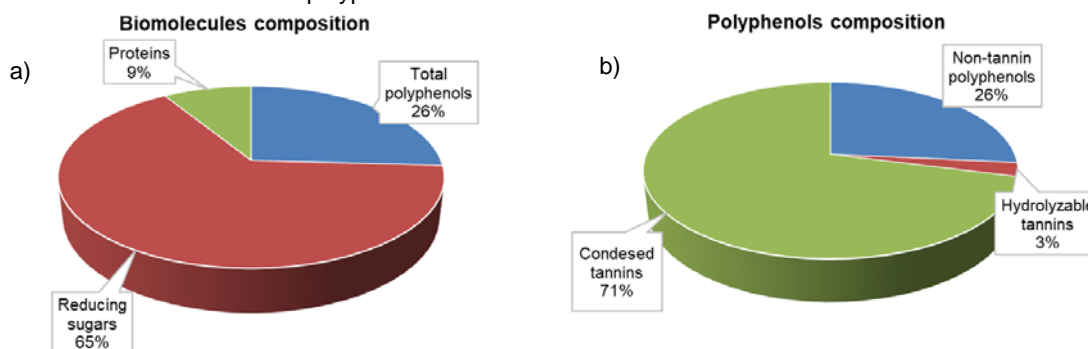 Biomolecules composition
a)
Proteins
9%
Total
polyphenols
26%
Reducing
sugars
65%
Polyphenols composition
b)
Non-tannin
polyphenols
26%
Hydrolyzable
tannins
3%
Condesed
tannins
71%